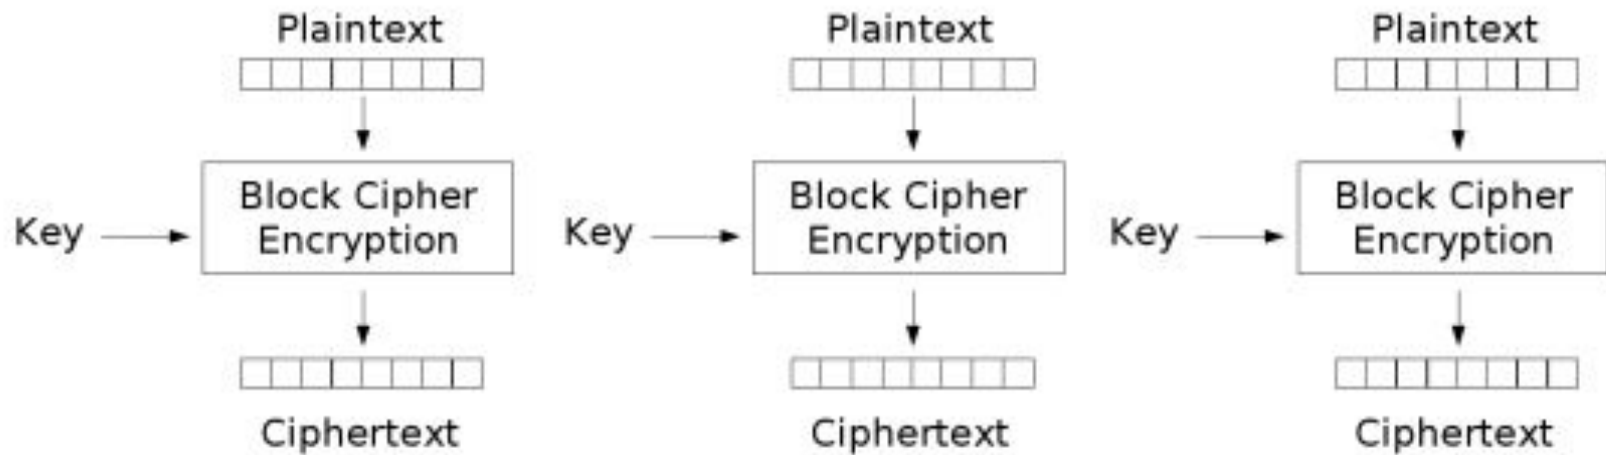 Plaintext
Plaintext
Plaintext
Key
Block Cipher
Encryption
Key
Block Cipher
Encryption
Key
Block Cipher
Encryption
Ciphertext
Ciphertext
Ciphertext